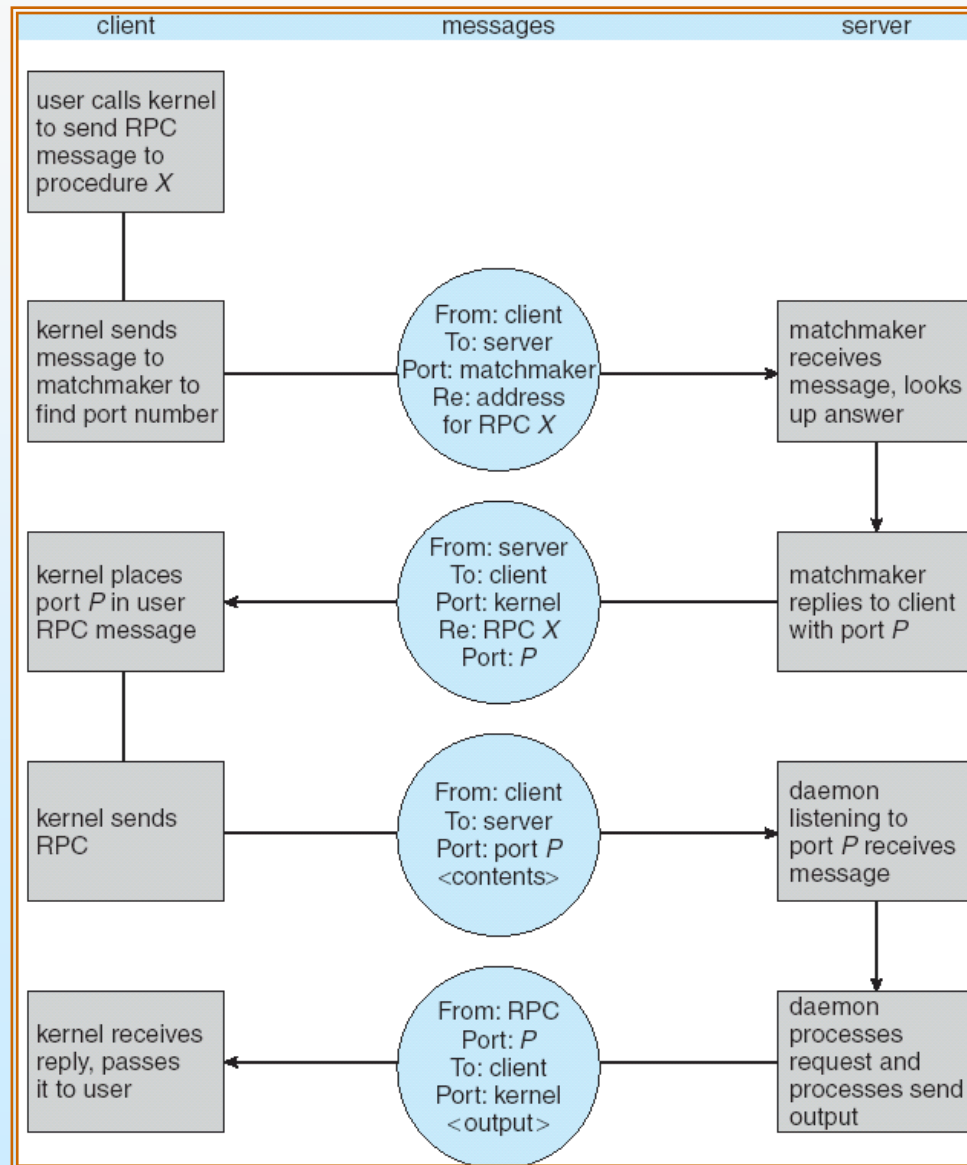 client
messages
server
user calls kernel
to send RPC
message to
procedure X
kernel sends
message to
matchmaker to
find port number
From: client
To: server
Port: matchmaker
Re: address
for RPC X
matchmaker
receives
message, looks
up answer
kernel places
port P in user
RPC message
From: server
To: client
Port: kernel
Re: RPC X
Port: P
matchmaker
replies to client
with port P
kernel sends
RPC
From: client
To: server
Port: port P
<contents>
daemon
listening to
port P receives
message
kernel receives
reply, passes
it to user
From: RPC
Port: P
To: client
Port: kernel
<output>
daemon
processes
request and
processes send
output